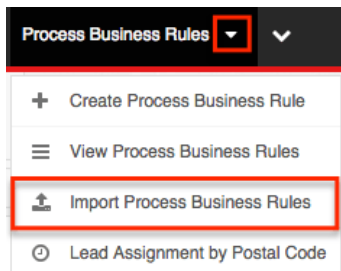 Process Business Rules
Create Process Business Rule
View Process Business Rules
Import Process Business Rules
Lead Assignment by Postal Code